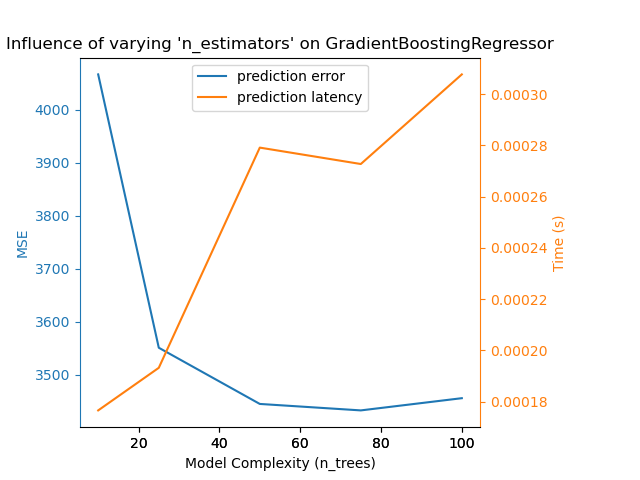 Influence of varying 'n_estimators' on GradientBoostingRegressor
prediction error
prediction latency
MSE
4000
3900
3800
3700
3600
3500
0.00030
0.00028
0.00026
0.00024
0.00022
0.00020
0.00018
Time (s)
20 40 60 80 100
Model Complexity (n_trees)